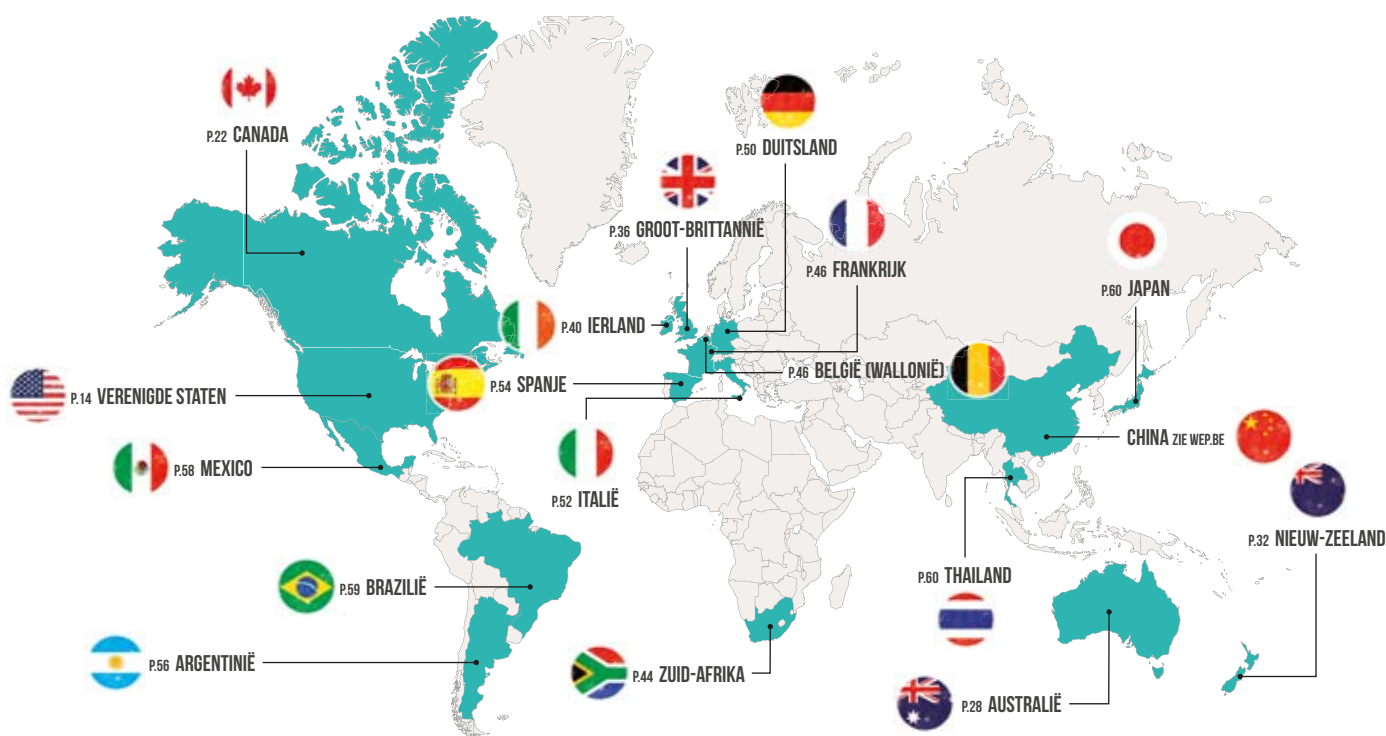 P.22 CANADA
P.50 DUITSLAND
P.36 GROOT-BRITTANNIË
P.46 FRANKRIJK
P.60 JAPAN
P.40 IERLAND
P.46 BELGIË (WALLONIË)
P.54 SPANJE
P.14 VERENIGDE STATEN
CHINA ZIE WEP.BE
P.58 MEXICO
P.52 ITALIË
P.32 NIEUW-ZEELAND
P.60 THAILAND
P.59 BRAZILIË
P.56 ARGENTINIË
P.44 ZUID-AFRIKA
P.28 AUSTRALIË